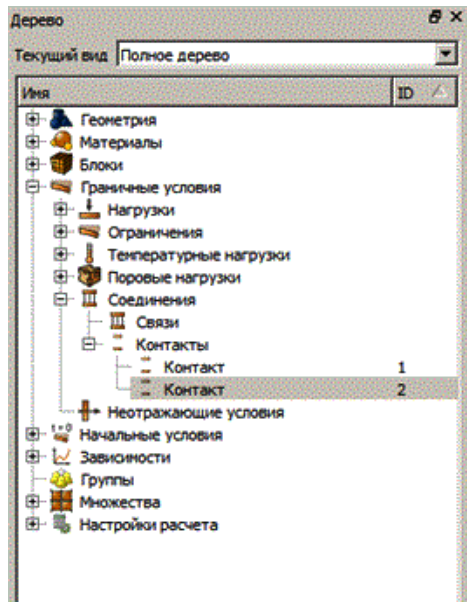 Дерево
Текущий вид Полное дерево
Имя ID
Геометрия
Материалы
Блоки
Граничные условия
Нагрузки
Ограничения
Температурные нагрузки
Поровые нагрузки
Соединения
Связи
Контакты
Контакт 1
Контакт 2
Неотражающие условия
t=0 Начальные условия
Зависимости
Группы
Множества
Настройки расчета